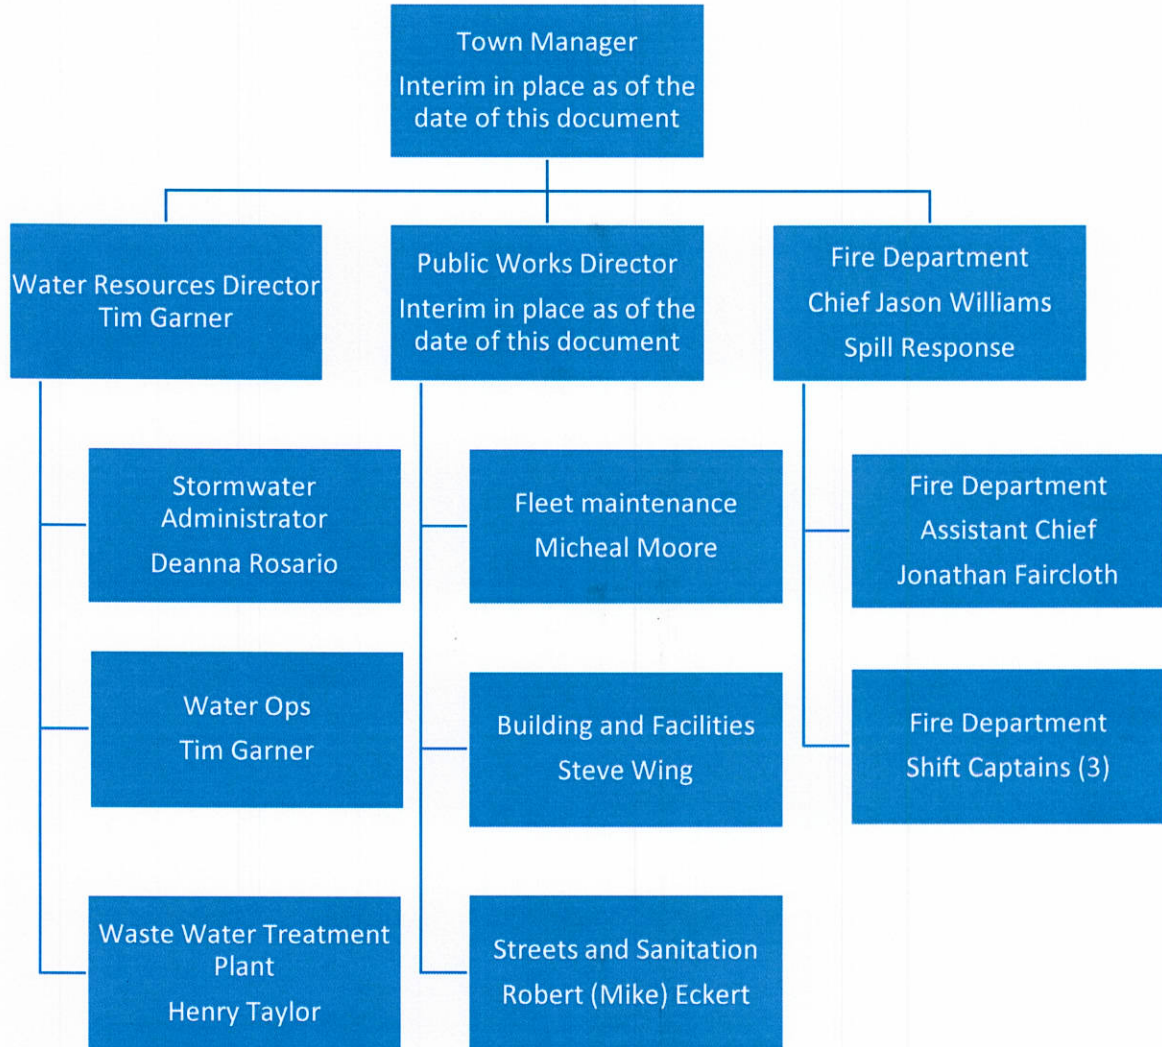 Town Manager
Interim in place as of the
date of this document
Water Resources Director
Tim Garner
Public Works Director
Interim in place as of the
date of this document
Fire Department
Chief Jason Williams
Spill Response
Stormwater
Administrator
Deanna Rosario
Water Ops
Tim Garner
Waste Water Treatment
Plant
Henry Taylor
Fleet maintenance
Micheal Moore
Building and Facilities
Steve Wing
Streets and Sanitation
Robert (Mike) Eckert
Fire Department
Assistant Chief
Jonathan Faircloth
Fire Department
Shift Captains (3)